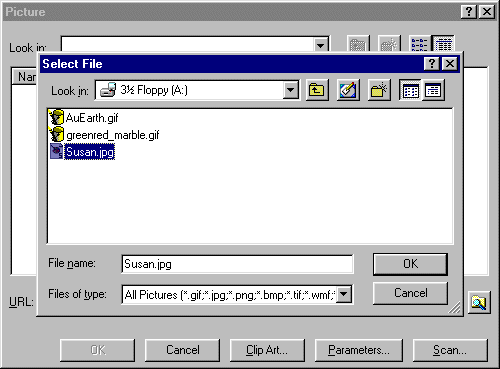 Picture
Look in:
Nar
Select File
Look in: 3½ Floppy (A:)
AuEarth.gif
greenred_marble.gif
Susan.jpg
File name: Susan.jpg
OK
Files of type: All Pictures (*.gif;*.jpg;*.png;*.bmp;*.tif;*.wmf;*
Cancel
URL:
OK Cancel Clip Art... Parameters... Scan...